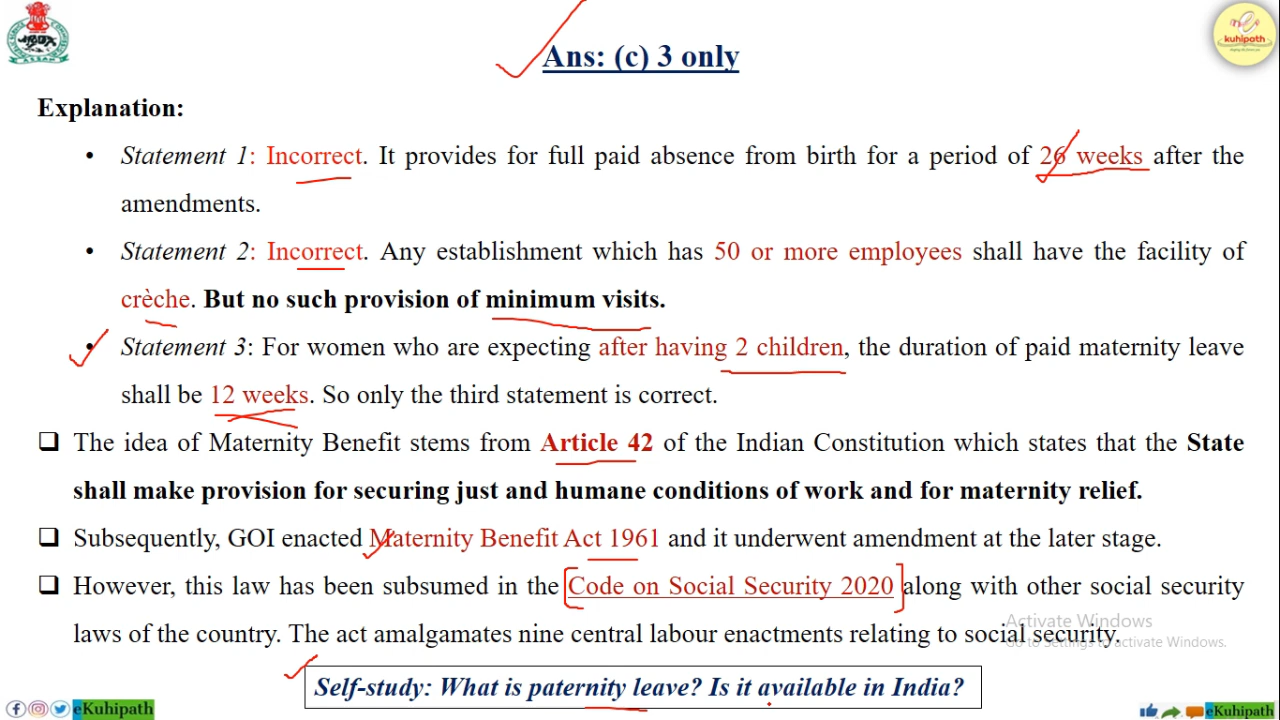 Ans: (c) 3 only
kuhipath
Explanation:
• Statement 1: Incorrect. It provides for full paid absence from birth for a period of 26 weeks after the
amendments.
• Statement 2: Incorrect. Any establishment which has 50 or more employees shall have the facility of
crèche. But no such provision of minimum visits.
• Statement 3: For women who are expecting after having 2 children, the duration of paid maternity leave
shall be 12 weeks. So only the third statement is correct.
❑ The idea of Maternity Benefit stems from Article 42 of the Indian Constitution which states that the State
shall make provision for securing just and humane conditions of work and for maternity relief.
❑ Subsequently, GOI enacted Maternity Benefit Act 1961 and it underwent amendment at the later stage.
❑ However, this law has been subsumed in the Code on Social Security 2020 along with other social security
laws of the country. The act amalgamates nine central labour enactments relating to social security.
Activate Windows
Go to Settings to activate Windows.
Self-study: What is paternity leave? Is it available in India?
eKuhipath
eKuhipath